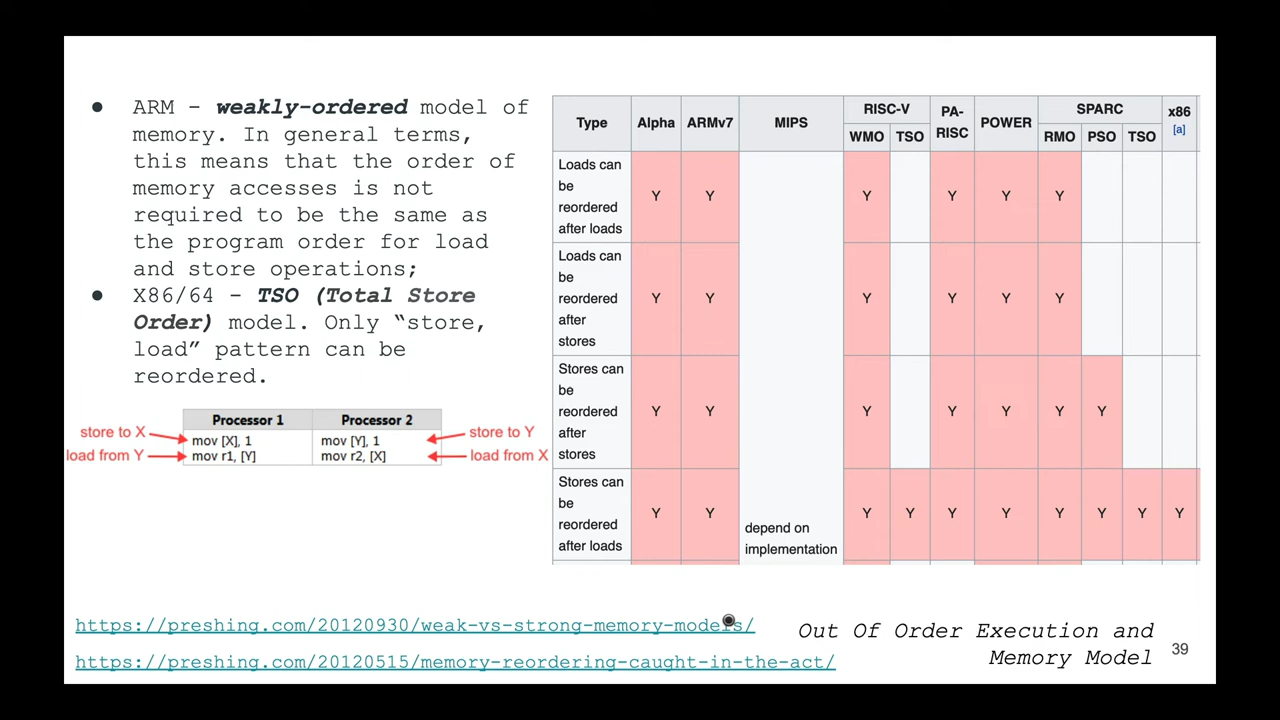 ● ARM - weakly-ordered model of
memory. In general terms,
this means that the order of
memory accesses is not
required to be the same as
the program order for load
and store operations;
● X86/64 - TSO (Total Store
Order) model. Only “store,
load” pattern can be
reordered.
Processor 1 Processor 2
store to X mov [X], 1 mov [Y], 1 store to Y
load from Y mov r1, [Y] mov r2, [X] load from X
Type Alpha ARMv7 MIPS RISC-V PA-RISC POWER SPARC x86 [a]
WMO TSO RMO PSO TSO
Loads can
be
reordered
after loads
Y Y Y Y Y Y
Loads can
be
reordered
after
stores
Y Y Y Y Y Y
Stores can
be
reordered
after
stores
Y Y Y Y Y Y Y
Stores can
be
reordered
after loads
Y Y Y Y Y Y Y Y Y Y
depend on
implementation
https://preshing.com/20120930/weak-vs-strong-memory-models/
https://preshing.com/20120515/memory-reordering-caught-in-the-act/
Out Of Order Execution and
Memory Model
39